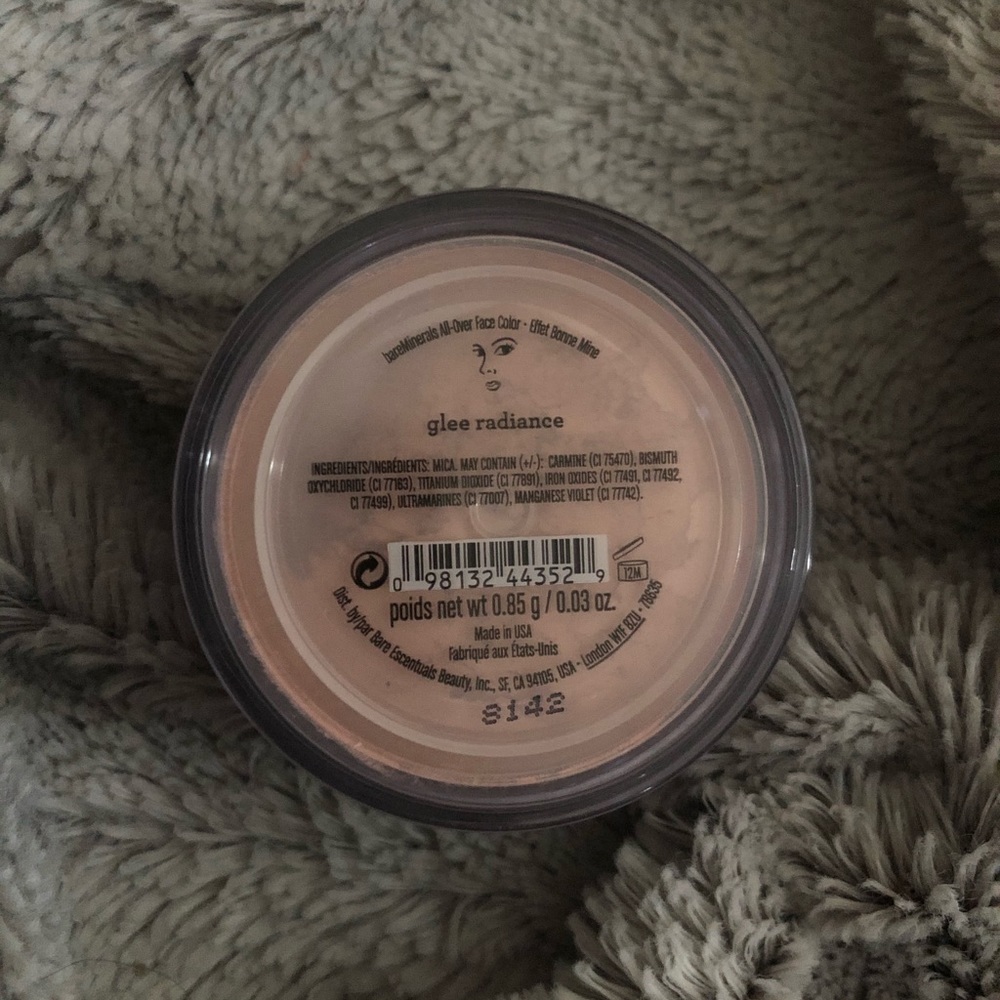 bareMinerals All-Over Face Color - Effet Bonne Mine
glee radiance
INGREDIENTS/INGRÉDIENTS: MICA. MAY CONTAIN (+/-): CARMINE (CI 75470), BISMUTH
OXYCHLORIDE (CI 77163), TITANIUM DIOXIDE (CI 77891), IRON OXIDES (CI 77491, CI 77492,
CI 77499), ULTRAMARINES (CI 77007), MANGANESE VIOLET (CI 77742).
0 98132 44352 9
12M
poids net wt 0.85 g / 0.03 oz.
Made in USA
Fabriqué aux États-Unis
Dist. by/par Bare Escentuals Beauty, Inc., SF, CA 94105, USA - London W1F 8ZU • 78635
8142